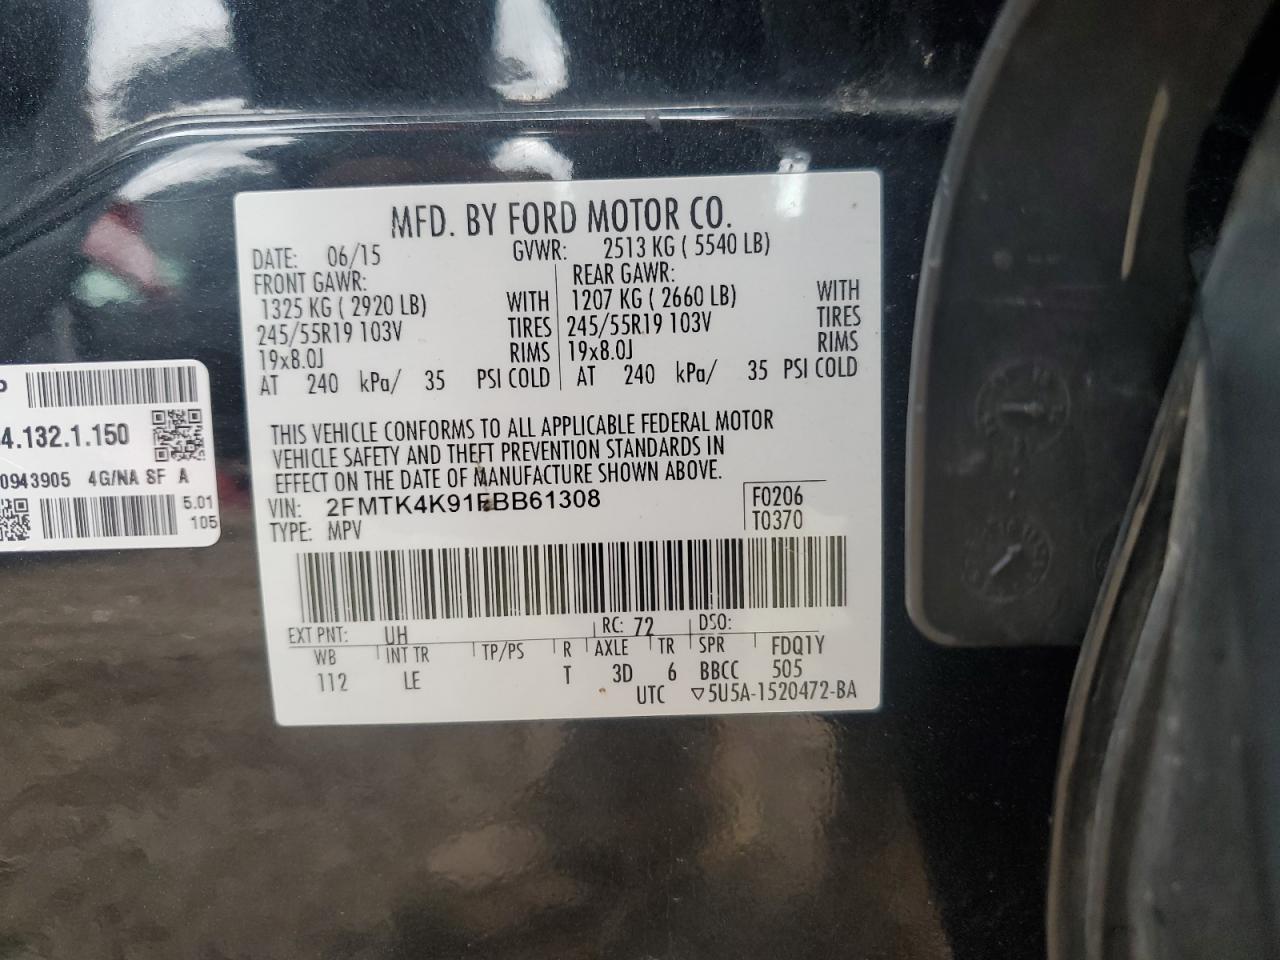 MFD. BY FORD MOTOR CO.
DATE: 06/15 GVWR: 2513 KG ( 5540 LB)
FRONT GAWR: REAR GAWR:
1325 KG ( 2920 LB) WITH 1207 KG ( 2660 LB) WITH
245/55R19 103V TIRES 245/55R19 103V TIRES
19x8.0J RIMS 19x8.0J RIMS
AT 240 kPa/ 35 PSI COLD AT 240 kPa/ 35 PSI COLD
THIS VEHICLE CONFORMS TO ALL APPLICABLE FEDERAL MOTOR
VEHICLE SAFETY AND THEFT PREVENTION STANDARDS IN
EFFECT ON THE DATE OF MANUFACTURE SHOWN ABOVE.
VIN: 2FMTK4K91FBB61308 F0206
TYPE: MPV T0370
EXT PNT: UH RC: 72 DSO:
WB INT TR TP/PS R AXLE TR SPR FDQ1Y
112 LE T 3D 6 BBCC 505
UTC ▽5U5A-1520472-BA
P
4.132.1.150
0943905 4G/NA SF A
5.01
105